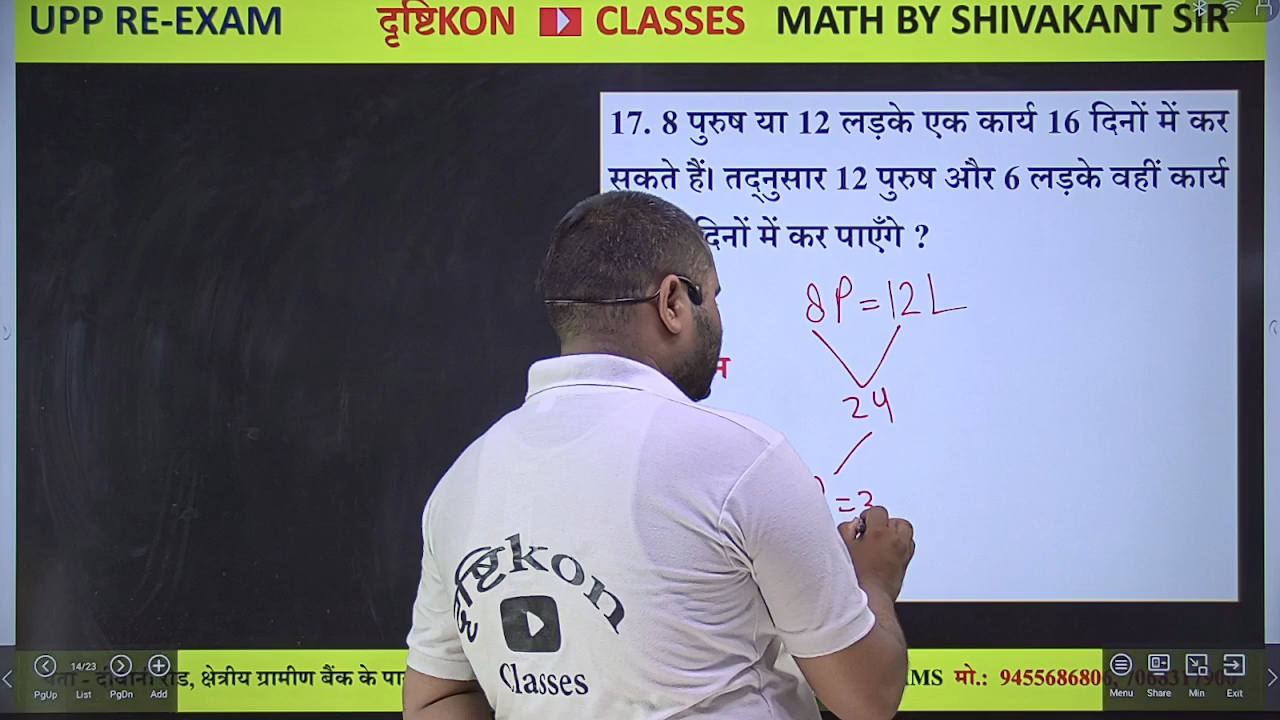 UPP RE-EXAM दृष्टिKON CLASSES MATH BY SHIVAKANT SIR
17. 8 पुरुष या 12 लड़के एक कार्य 16 दिनों में कर
सकते हैं। तद्नुसार 12 पुरुष और 6 लड़के वहीं कार्य
दिनों में कर पाएँगे ?
8P=12L
24
=3
दृष्टिkon
Classes
14/23
PgUp List PgDn Add
रोड, क्षेत्रीय ग्रामीण बैंक के
मो.: 9455686806,
Menu Share Min Exit